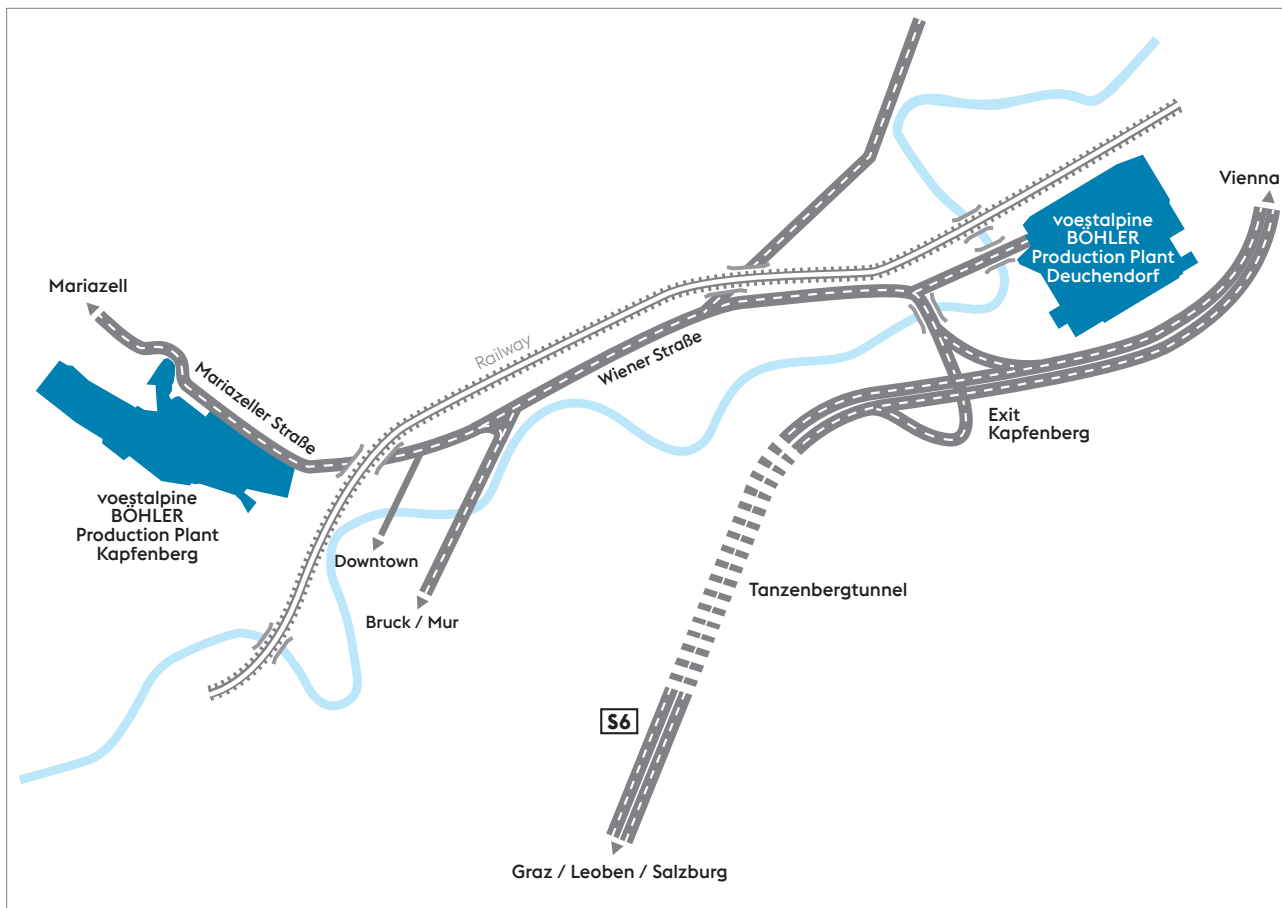 Vienna
voestalpine
BÖHLER
Production Plant
Deuchendorf
Mariazell
Railway
Wiener Straße
Mariazeller Straße
Exit
Kapfenberg
voestalpine
BÖHLER
Production Plant
Kapfenberg
Downtown
Bruck / Mur
Tanzenbergtunnel
S6
Graz / Leoben / Salzburg